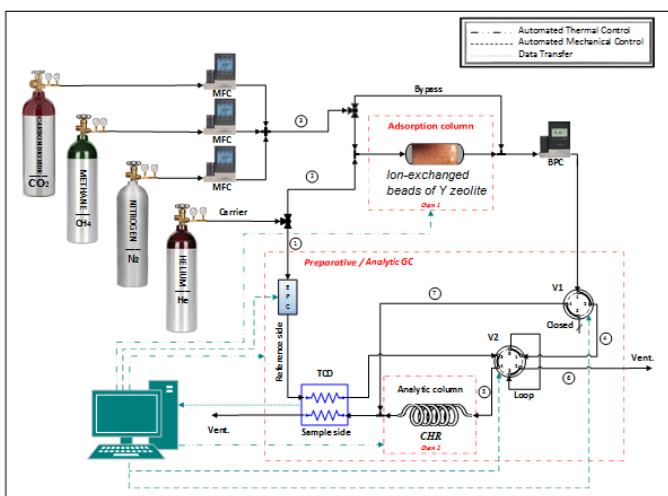 Automated Thermal Control
Automated Mechanical Control
Data Transfer
MFC
MFC
MFC
CARBON DIOXIDE
CO2
METHANE
CH4
NITROGEN
N2
HELIUM
He
Carrier
3
2
1
Bypass
Adsorption column
Ion-exchanged
beads of Y zeolite
Oven 1
BPC
Preparative / Analytic GC
EPC
Reference side
7
V1
Closed
4
V2
Loop
5
6
Vent.
TCD
Sample side
Vent.
Analytic column
CHR
Oven 2